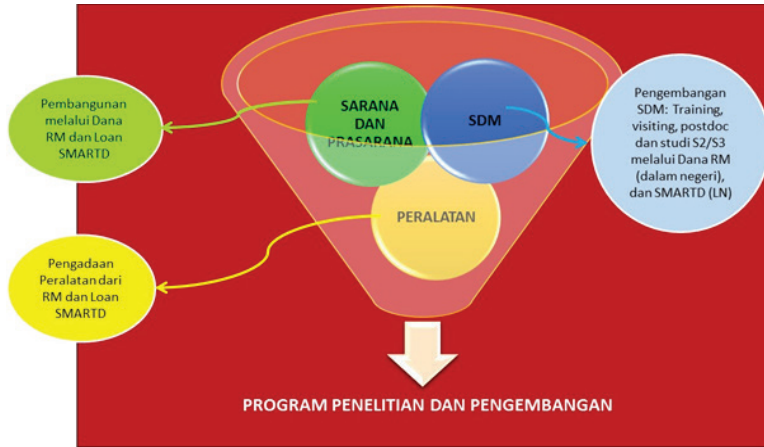 Pembangunan
melalui Dana
RM dan Loan
SMARTD
SARANA
DAN
PRASARANA
SDM
Pengembangan
SDM: Training,
visiting, postdoc
dan studi S2/S3
melalui Dana RM
(dalam negeri),
dan SMARTD (LN)
PERALATAN
Pengadaan
Peralatan dari
RM dan Loan
SMARTD
PROGRAM PENELITIAN DAN PENGEMBANGAN